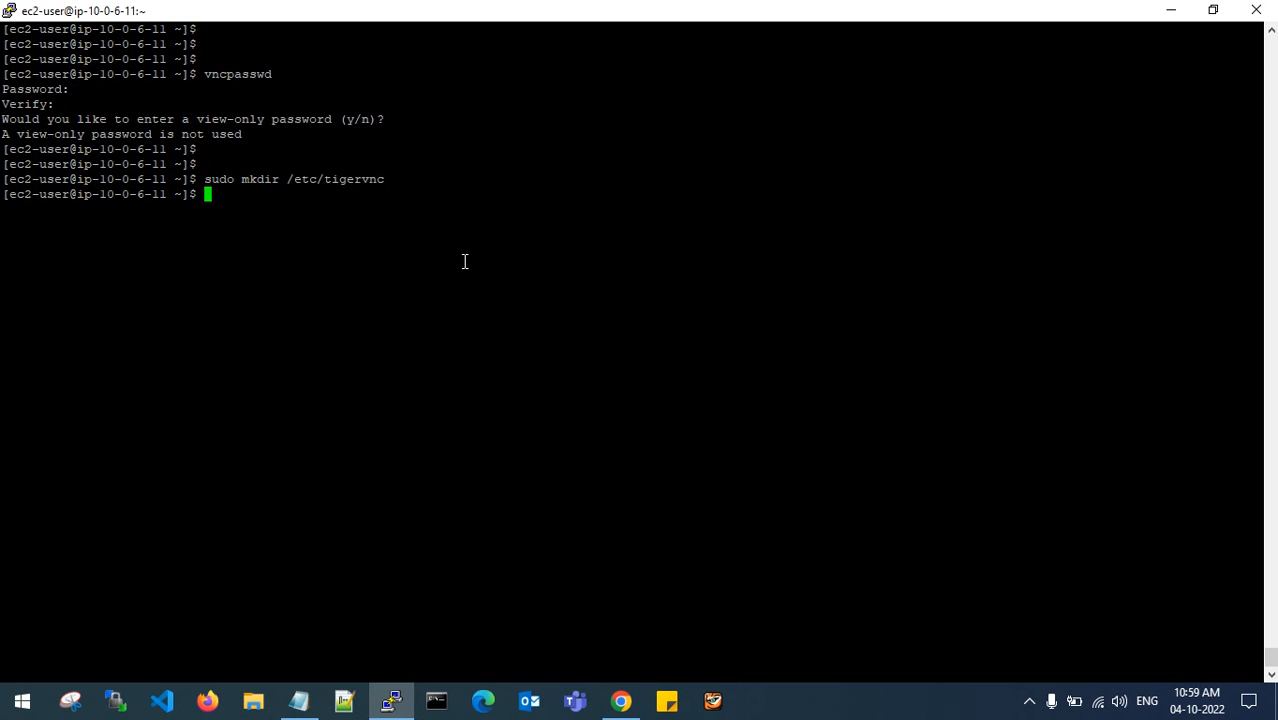 ec2-user@ip-10-0-6-11:~
[ec2-user@ip-10-0-6-11 ~]$
[ec2-user@ip-10-0-6-11 ~]$
[ec2-user@ip-10-0-6-11 ~]$
[ec2-user@ip-10-0-6-11 ~]$ vncpasswd
Password:
Verify:
Would you like to enter a view-only password (y/n)?
A view-only password is not used
[ec2-user@ip-10-0-6-11 ~]$
[ec2-user@ip-10-0-6-11 ~]$
[ec2-user@ip-10-0-6-11 ~]$ sudo mkdir /etc/tigervnc
[ec2-user@ip-10-0-6-11 ~]$
ENG
10:59 AM
04-10-2022